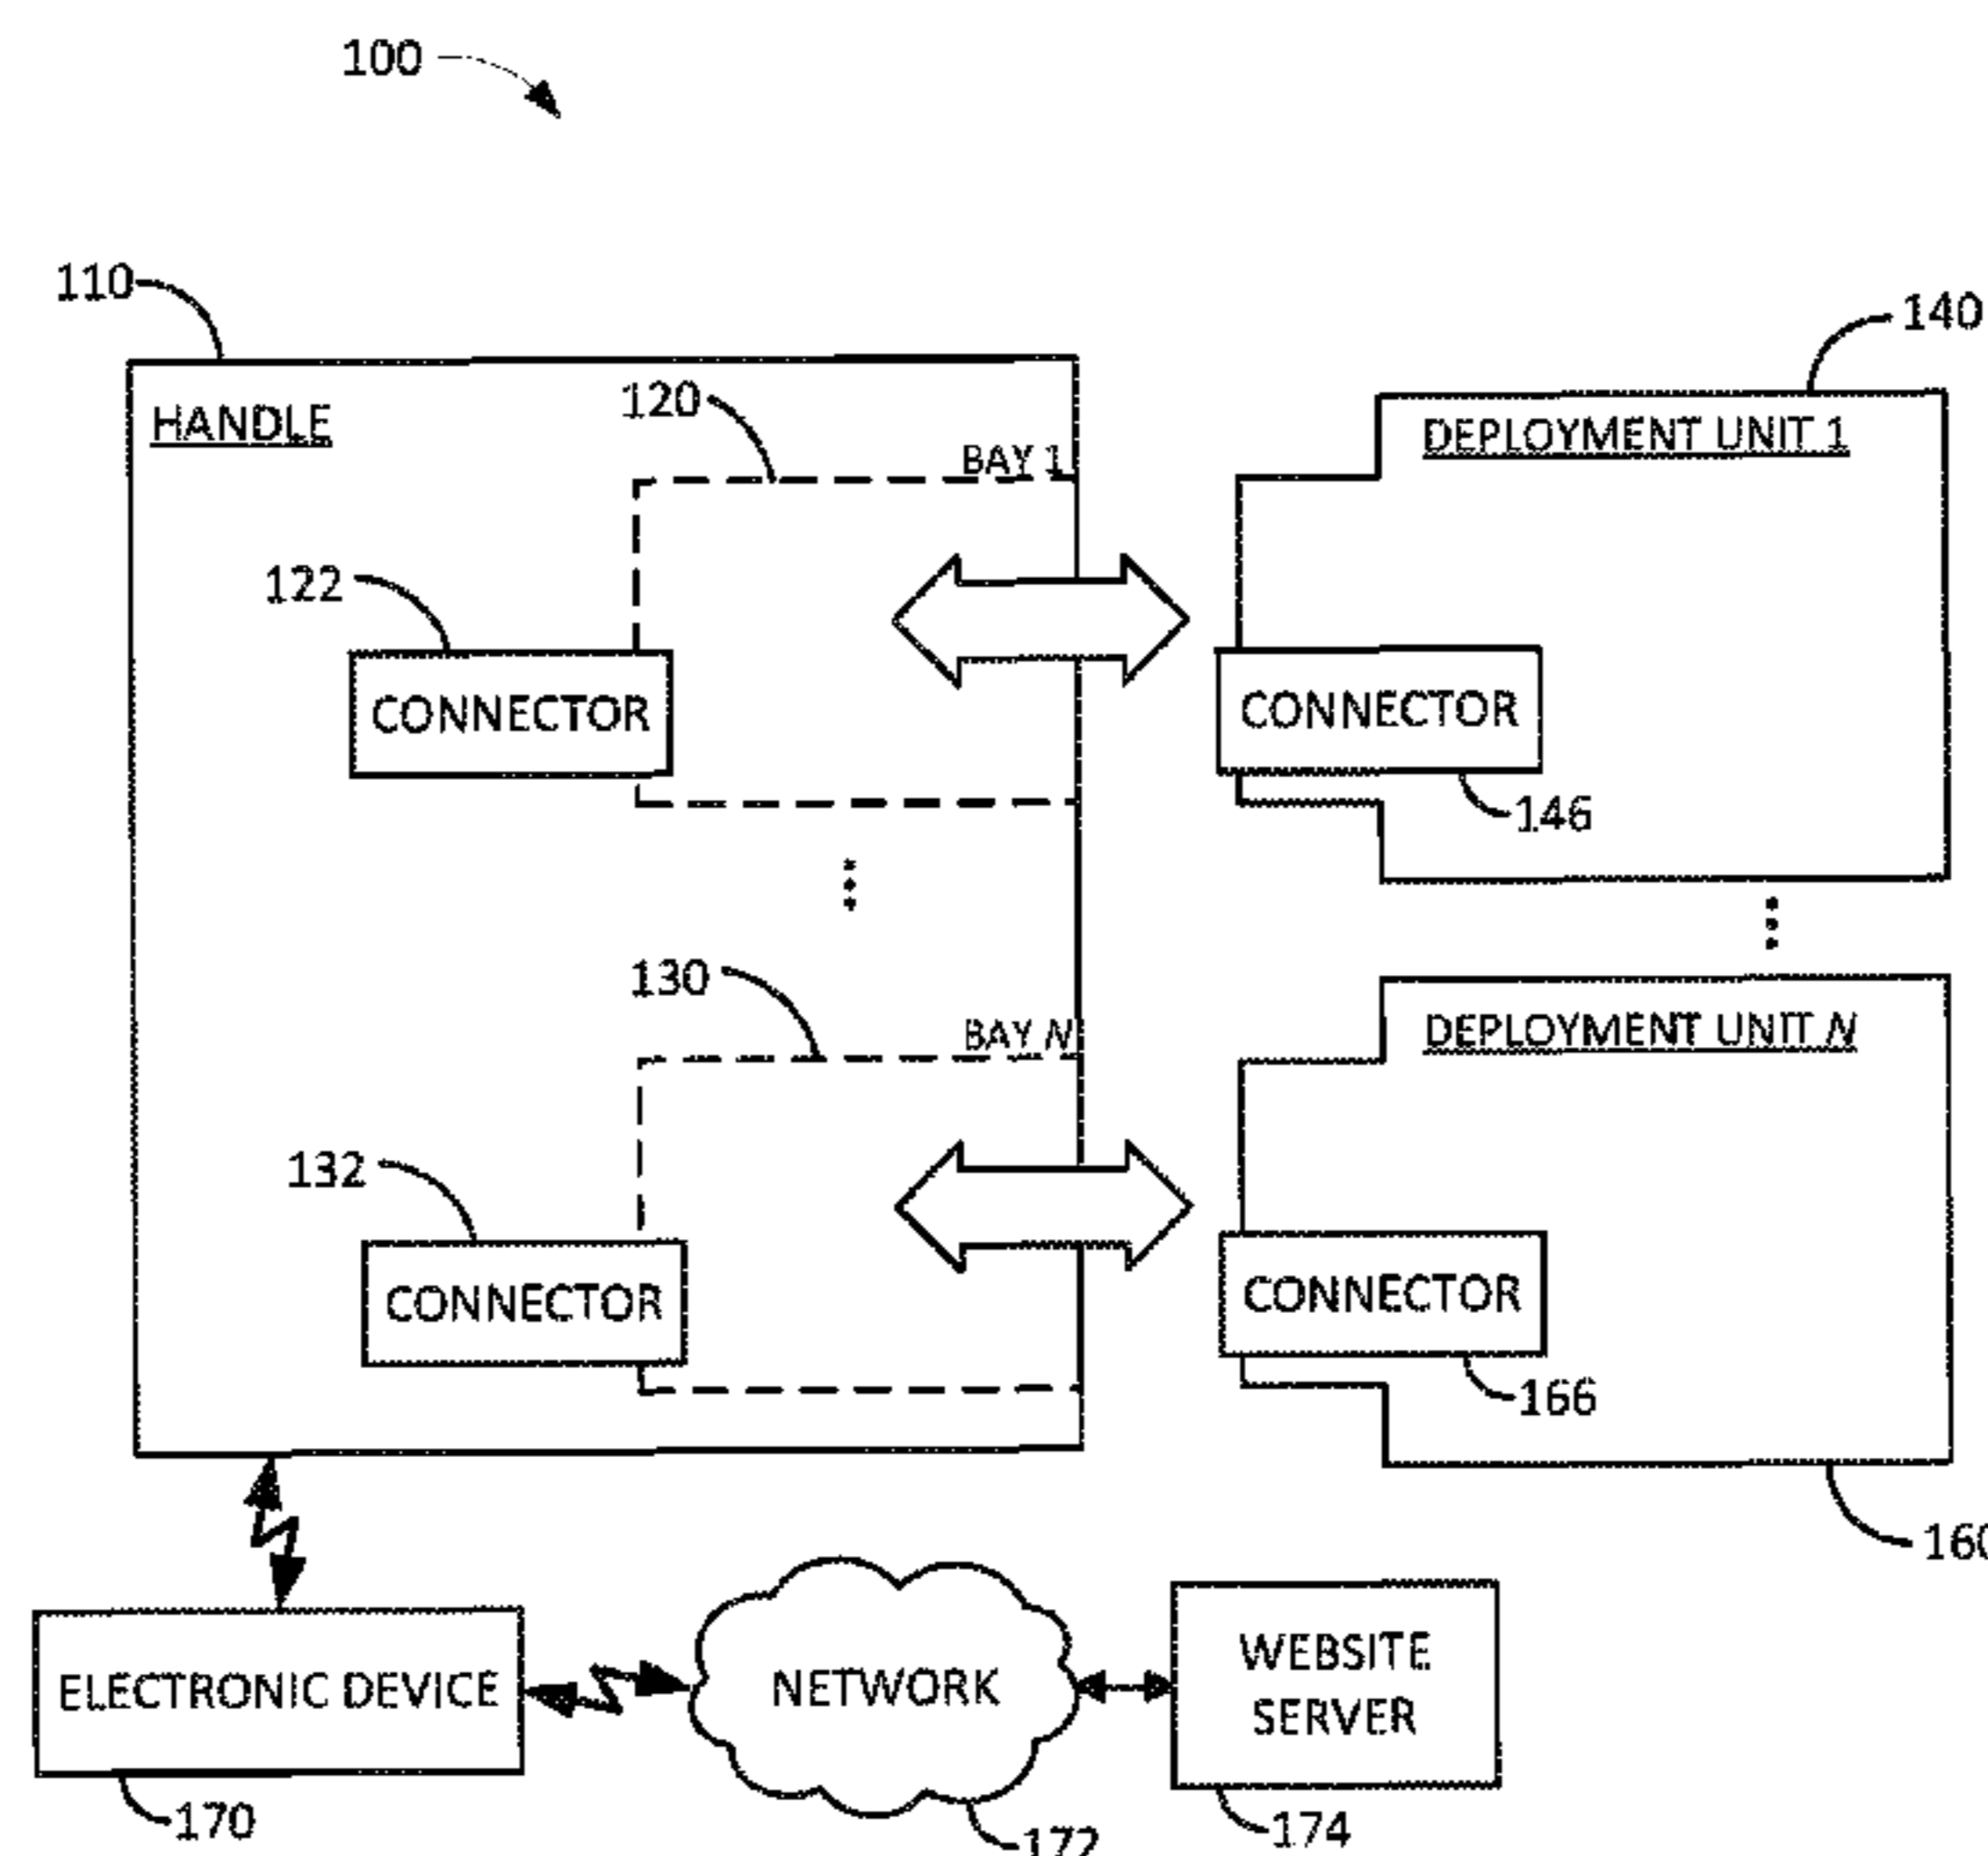 100
110
140
HANDLE
120
BAY 1
DEPLOYMENT UNIT 1
122
CONNECTOR
CONNECTOR
146
130
BAY N
DEPLOYMENT UNIT N
132
CONNECTOR
CONNECTOR
166
160
ELECTRONIC DEVICE
NETWORK
WEBSITE
SERVER
170
172
174